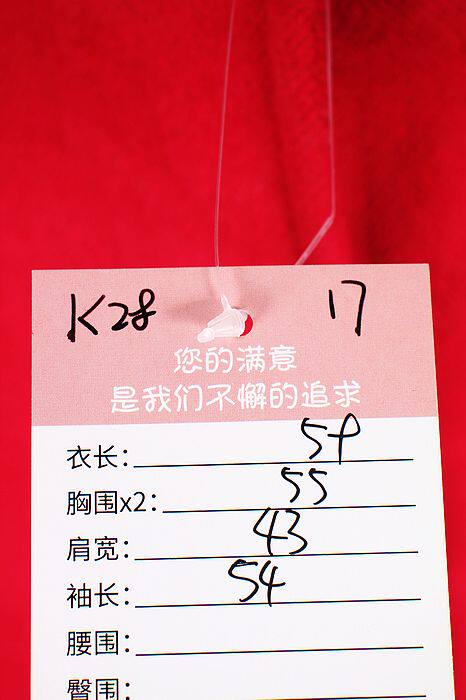 K28 17
您的满意
是我们不懈的追求
衣长: 59
胸围x2: 55
肩宽: 43
袖长: 54
腰围:
臀围: